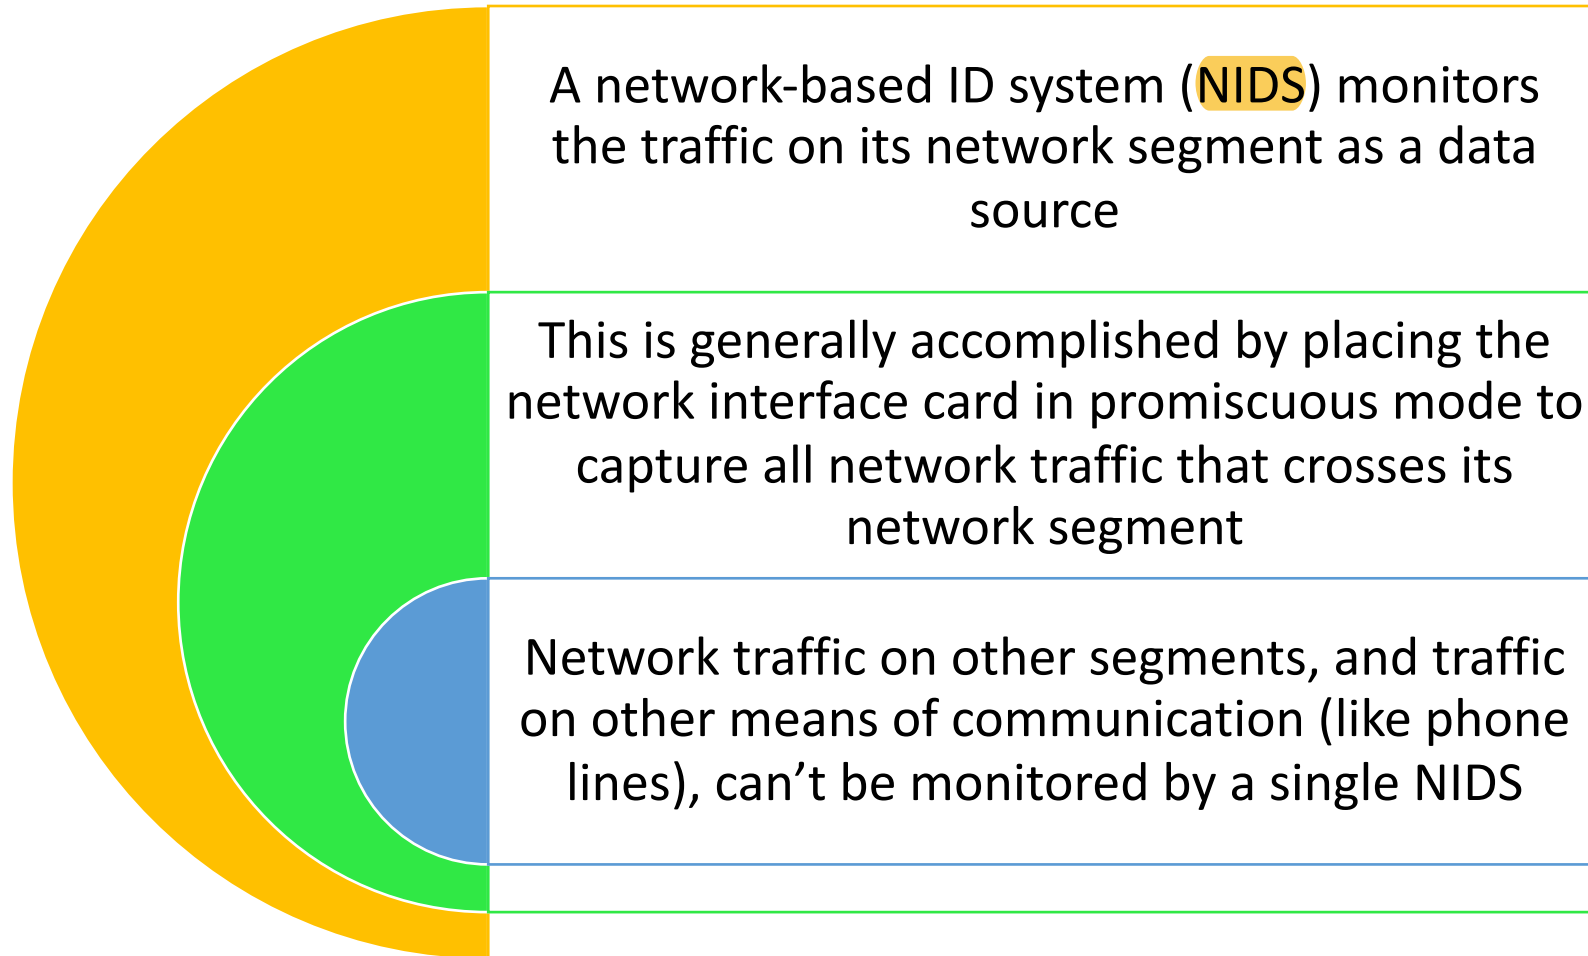 A network-based ID system (NIDS) monitors
the traffic on its network segment as a data
source
This is generally accomplished by placing the
network interface card in promiscuous mode to
capture all network traffic that crosses its
network segment
Network traffic on other segments, and traffic
on other means of communication (like phone
lines), can’t be monitored by a single NIDS